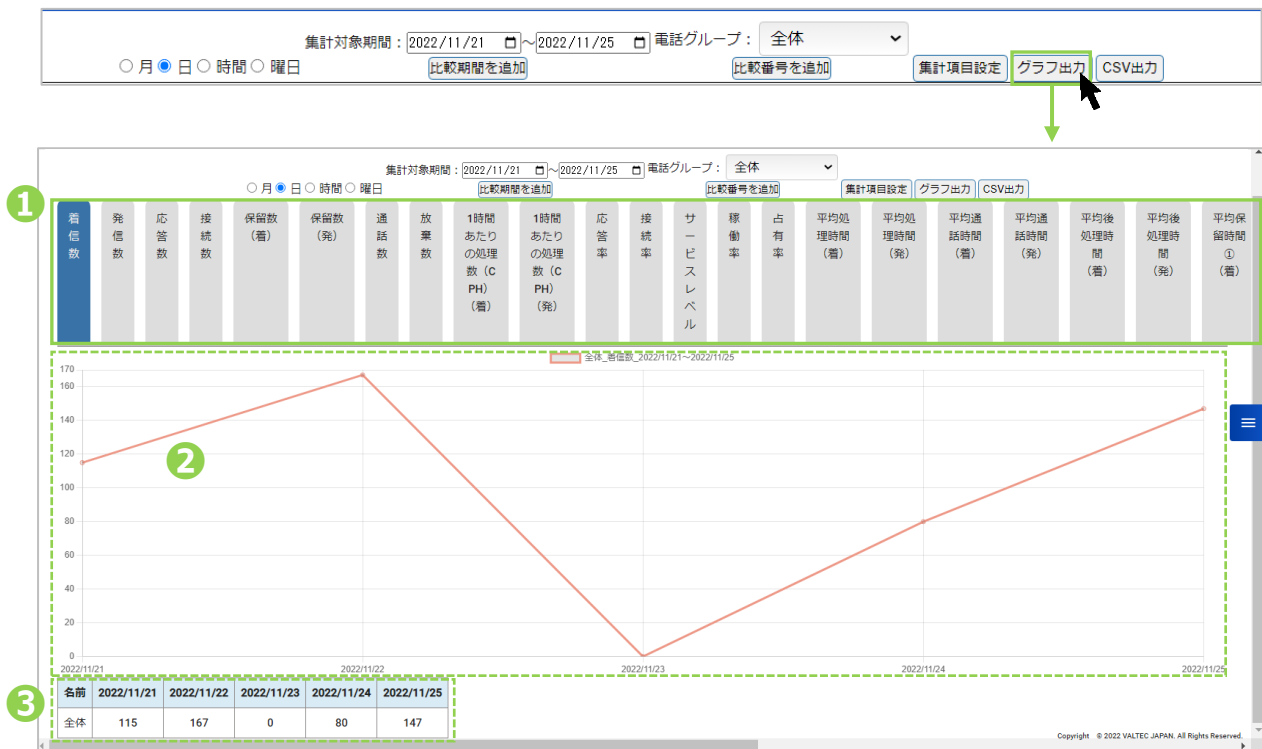 集計対象期間：2022/11/21～2022/11/25 電話グループ： 全体
月 日 時間 曜日 比較期間を追加 比較番号を追加 集計項目設定 グラフ出力 CSV出力
集計対象期間：2022/11/21～2022/11/25 電話グループ： 全体
月 日 時間 曜日 比較期間を追加 比較番号を追加 集計項目設定 グラフ出力 CSV出力
1
着信数
発信数
応答数
接続数
保留数（着）
保留数（発）
通話数
放棄数
1時間あたりの処理数（CPH）（着）
1時間あたりの処理数（CPH）（発）
応答率
接続率
サービスレベル
稼働率
占有率
平均処理時間（着）
平均処理時間（発）
平均通話時間（着）
平均通話時間（発）
平均後処理時間（着）
平均後処理時間（発）
平均保留時間①（着）
全体_着信数_2022/11/21～2022/11/25
170
160
140
120
2
100
80
60
40
20
0
2022/11/21 2022/11/22 2022/11/23 2022/11/24 2022/11/25
3
名前 2022/11/21 2022/11/22 2022/11/23 2022/11/24 2022/11/25
全体 115 167 0 80 147
Copyright © 2022 VALTEC JAPAN. All Rights Reserved.